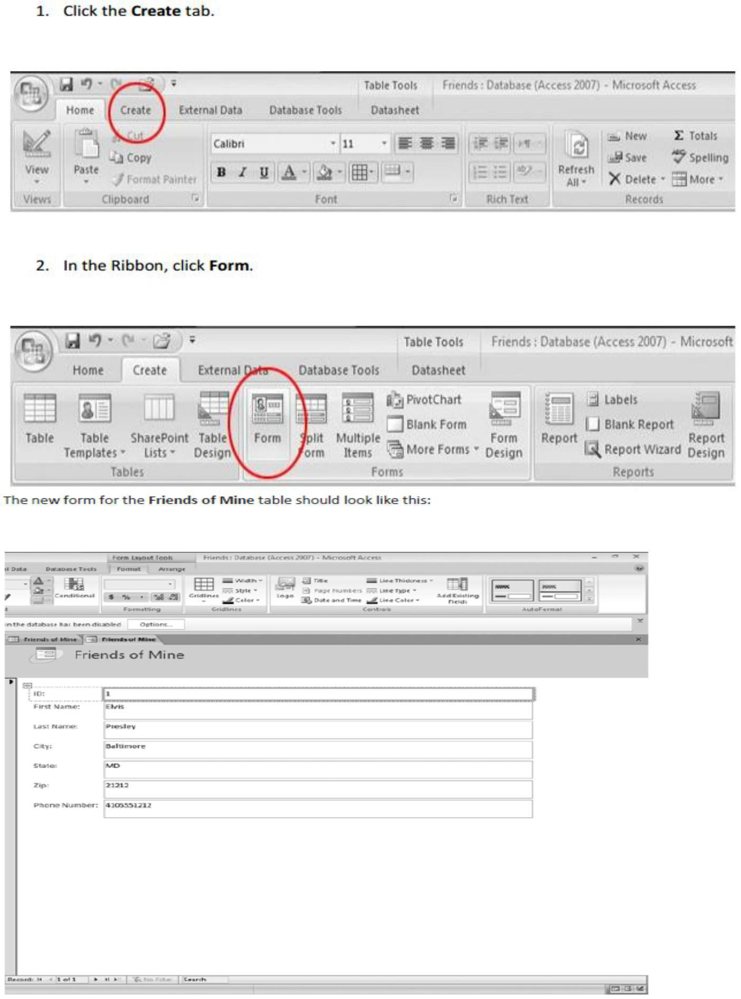 1. Click the Create tab.
Table Tools Friends : Database (Access 2007) - Microsoft Access
Home Create External Data Database Tools Datasheet
View
Views
Paste
Cut
Copy
Format Painter
Clipboard
Calibri 11
B I U A
Font
Rich Text
Refresh
All
New
Save
Delete
Σ Totals
Spelling
More
Records
2. In the Ribbon, click Form.
Table Tools Friends : Database (Access 2007) - Microsoft
Home Create External Data Database Tools Datasheet
Table
Table
Templates
SharePoint
Lists
Table
Design
Tables
Form
Split
Form
Multiple
Items
PivotChart
Blank Form
More Forms
Form
Design
Forms
Report
Labels
Blank Report
Report Wizard
Report
Design
Reports
The new form for the Friends of Mine table should look like this:
Form Layout Tools Friends : Database (Access 2007) - Microsoft Access
al Data Database Tools Format Arrange
Conditional
$ % ,
Formatting
Gridlines
Width
Style
Color
Gridlines
Logo
Title
Page Numbers
Date and Time
Line Thickness
Line Type
Line Color
Controls
Add Existing
Fields
AutoFormat
in the database has been disabled Options...
Friends of Mine Friends of Mine
Friends of Mine
ID: 1
First Name: Elvis
Last Name: Presley
City: Baltimore
State: MD
Zip: 21212
Phone Number: 4105551212
Record: 1 of 1 No Filter Search